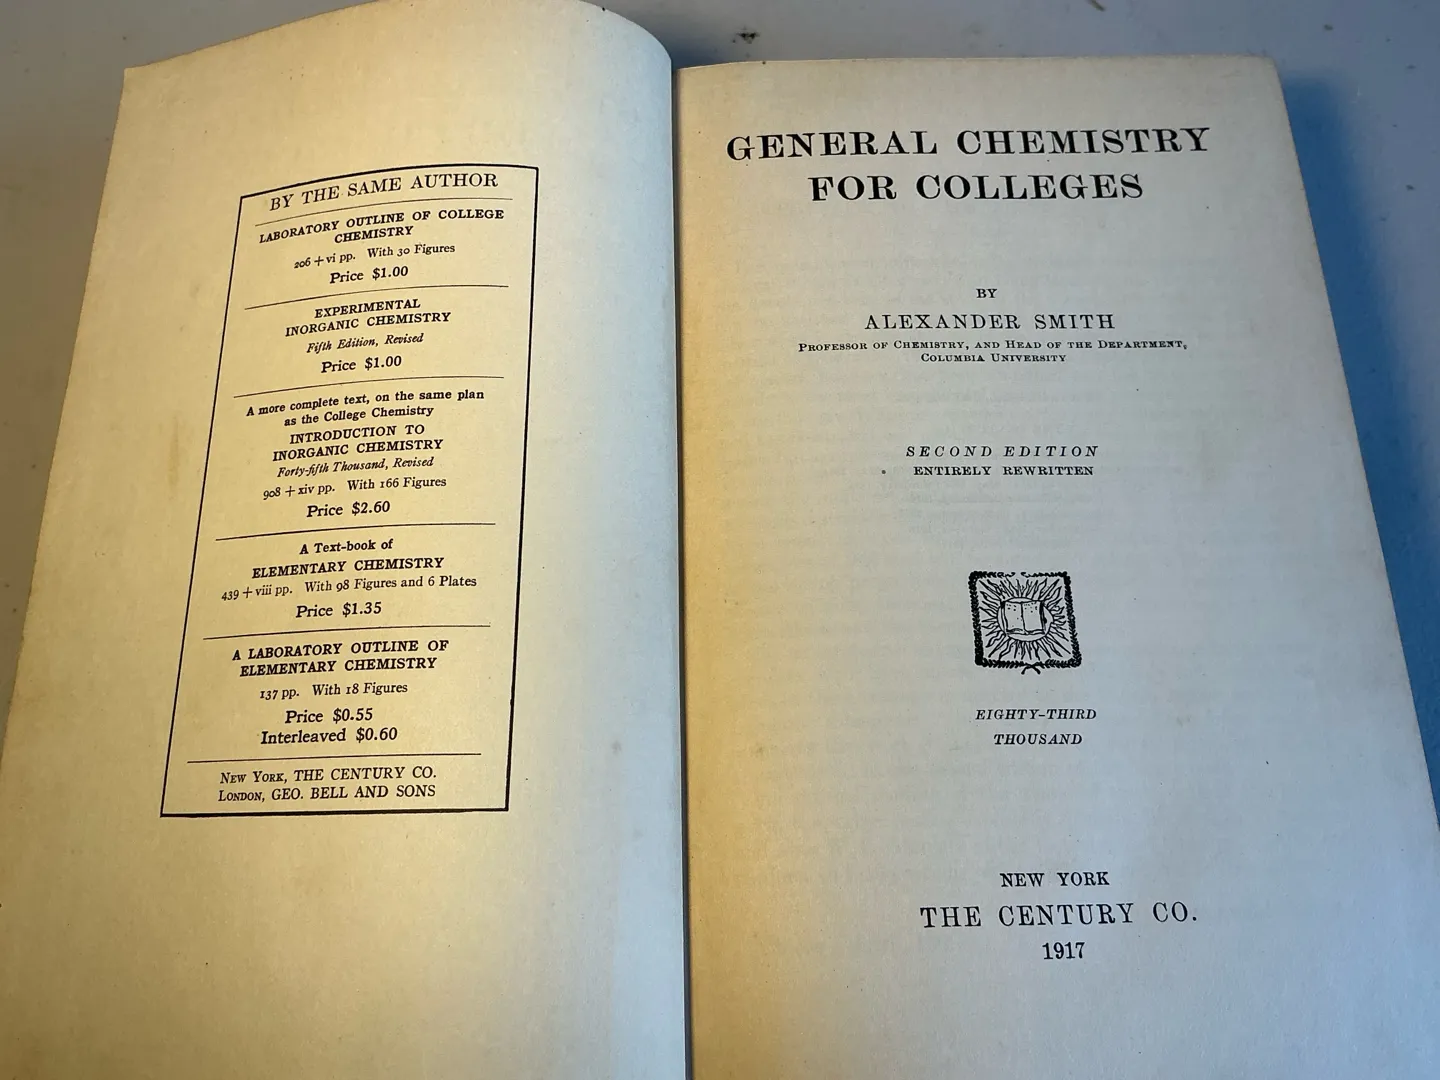 BY THE SAME AUTHOR
LABORATORY OUTLINE OF COLLEGE
CHEMISTRY
206 + vi pp. With 30 Figures
Price $1.00
EXPERIMENTAL
INORGANIC CHEMISTRY
Fifth Edition, Revised
Price $1.00
A more complete text, on the same plan
as the College Chemistry
INTRODUCTION TO
INORGANIC CHEMISTRY
Forty-fifth Thousand, Revised
908 + xiv pp. With 166 Figures
Price $2.60
A Text-book of
ELEMENTARY CHEMISTRY
439 + viii pp. With 98 Figures and 6 Plates
Price $1.35
A LABORATORY OUTLINE OF
ELEMENTARY CHEMISTRY
137 pp. With 18 Figures
Price $0.55
Interleaved $0.60
NEW YORK, THE CENTURY CO.
LONDON, GEO. BELL AND SONS
GENERAL CHEMISTRY
FOR COLLEGES
BY
ALEXANDER SMITH
PROFESSOR OF CHEMISTRY, AND HEAD OF THE DEPARTMENT,
COLUMBIA UNIVERSITY
SECOND EDITION
ENTIRELY REWRITTEN
EIGHTY-THIRD
THOUSAND
NEW YORK
THE CENTURY CO.
1917